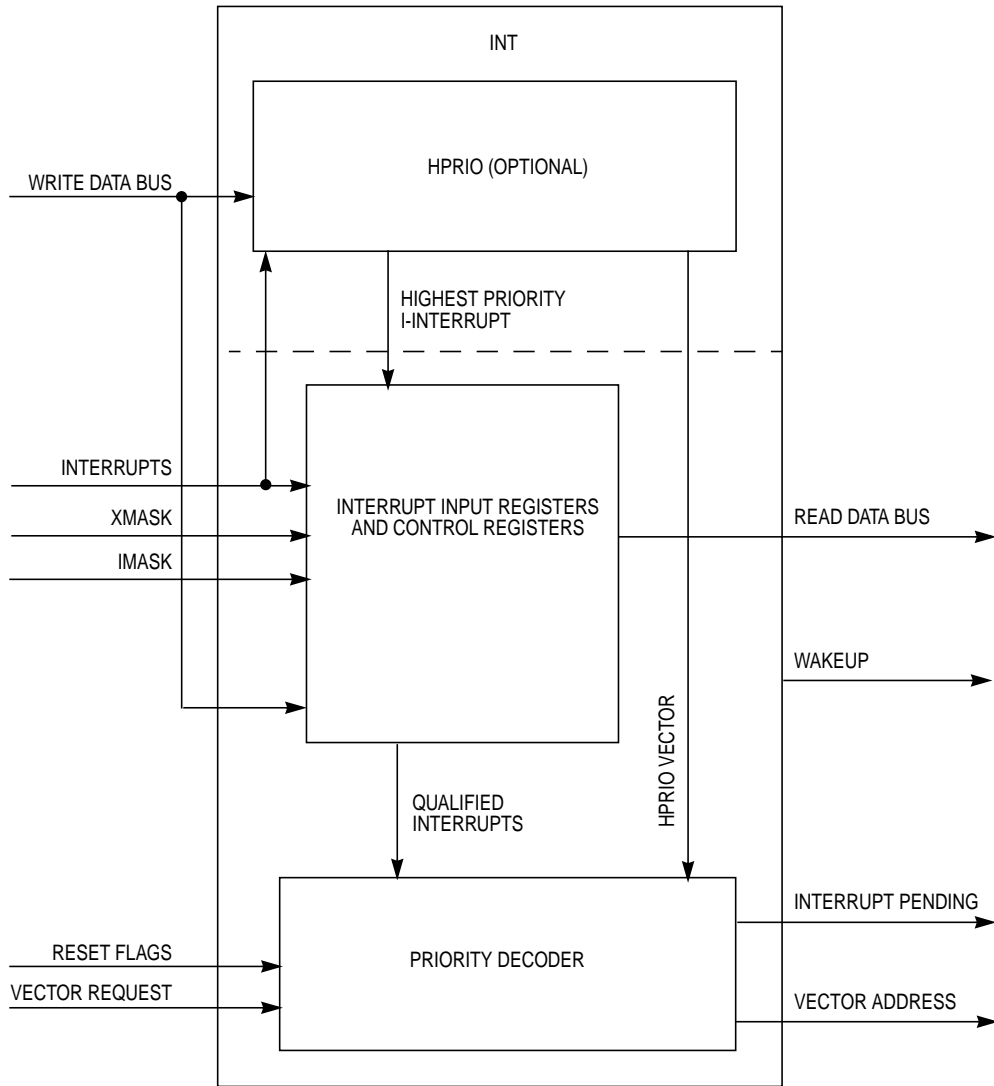 INT
HPRIO (OPTIONAL)
WRITE DATA BUS
HIGHEST PRIORITY
I-INTERRUPT
INTERRUPTS
XMASK
IMASK
INTERRUPT INPUT REGISTERS
AND CONTROL REGISTERS
READ DATA BUS
WAKEUP
HPRIO VECTOR
QUALIFIED
INTERRUPTS
INTERRUPT PENDING
RESET FLAGS
PRIORITY DECODER
VECTOR REQUEST
VECTOR ADDRESS